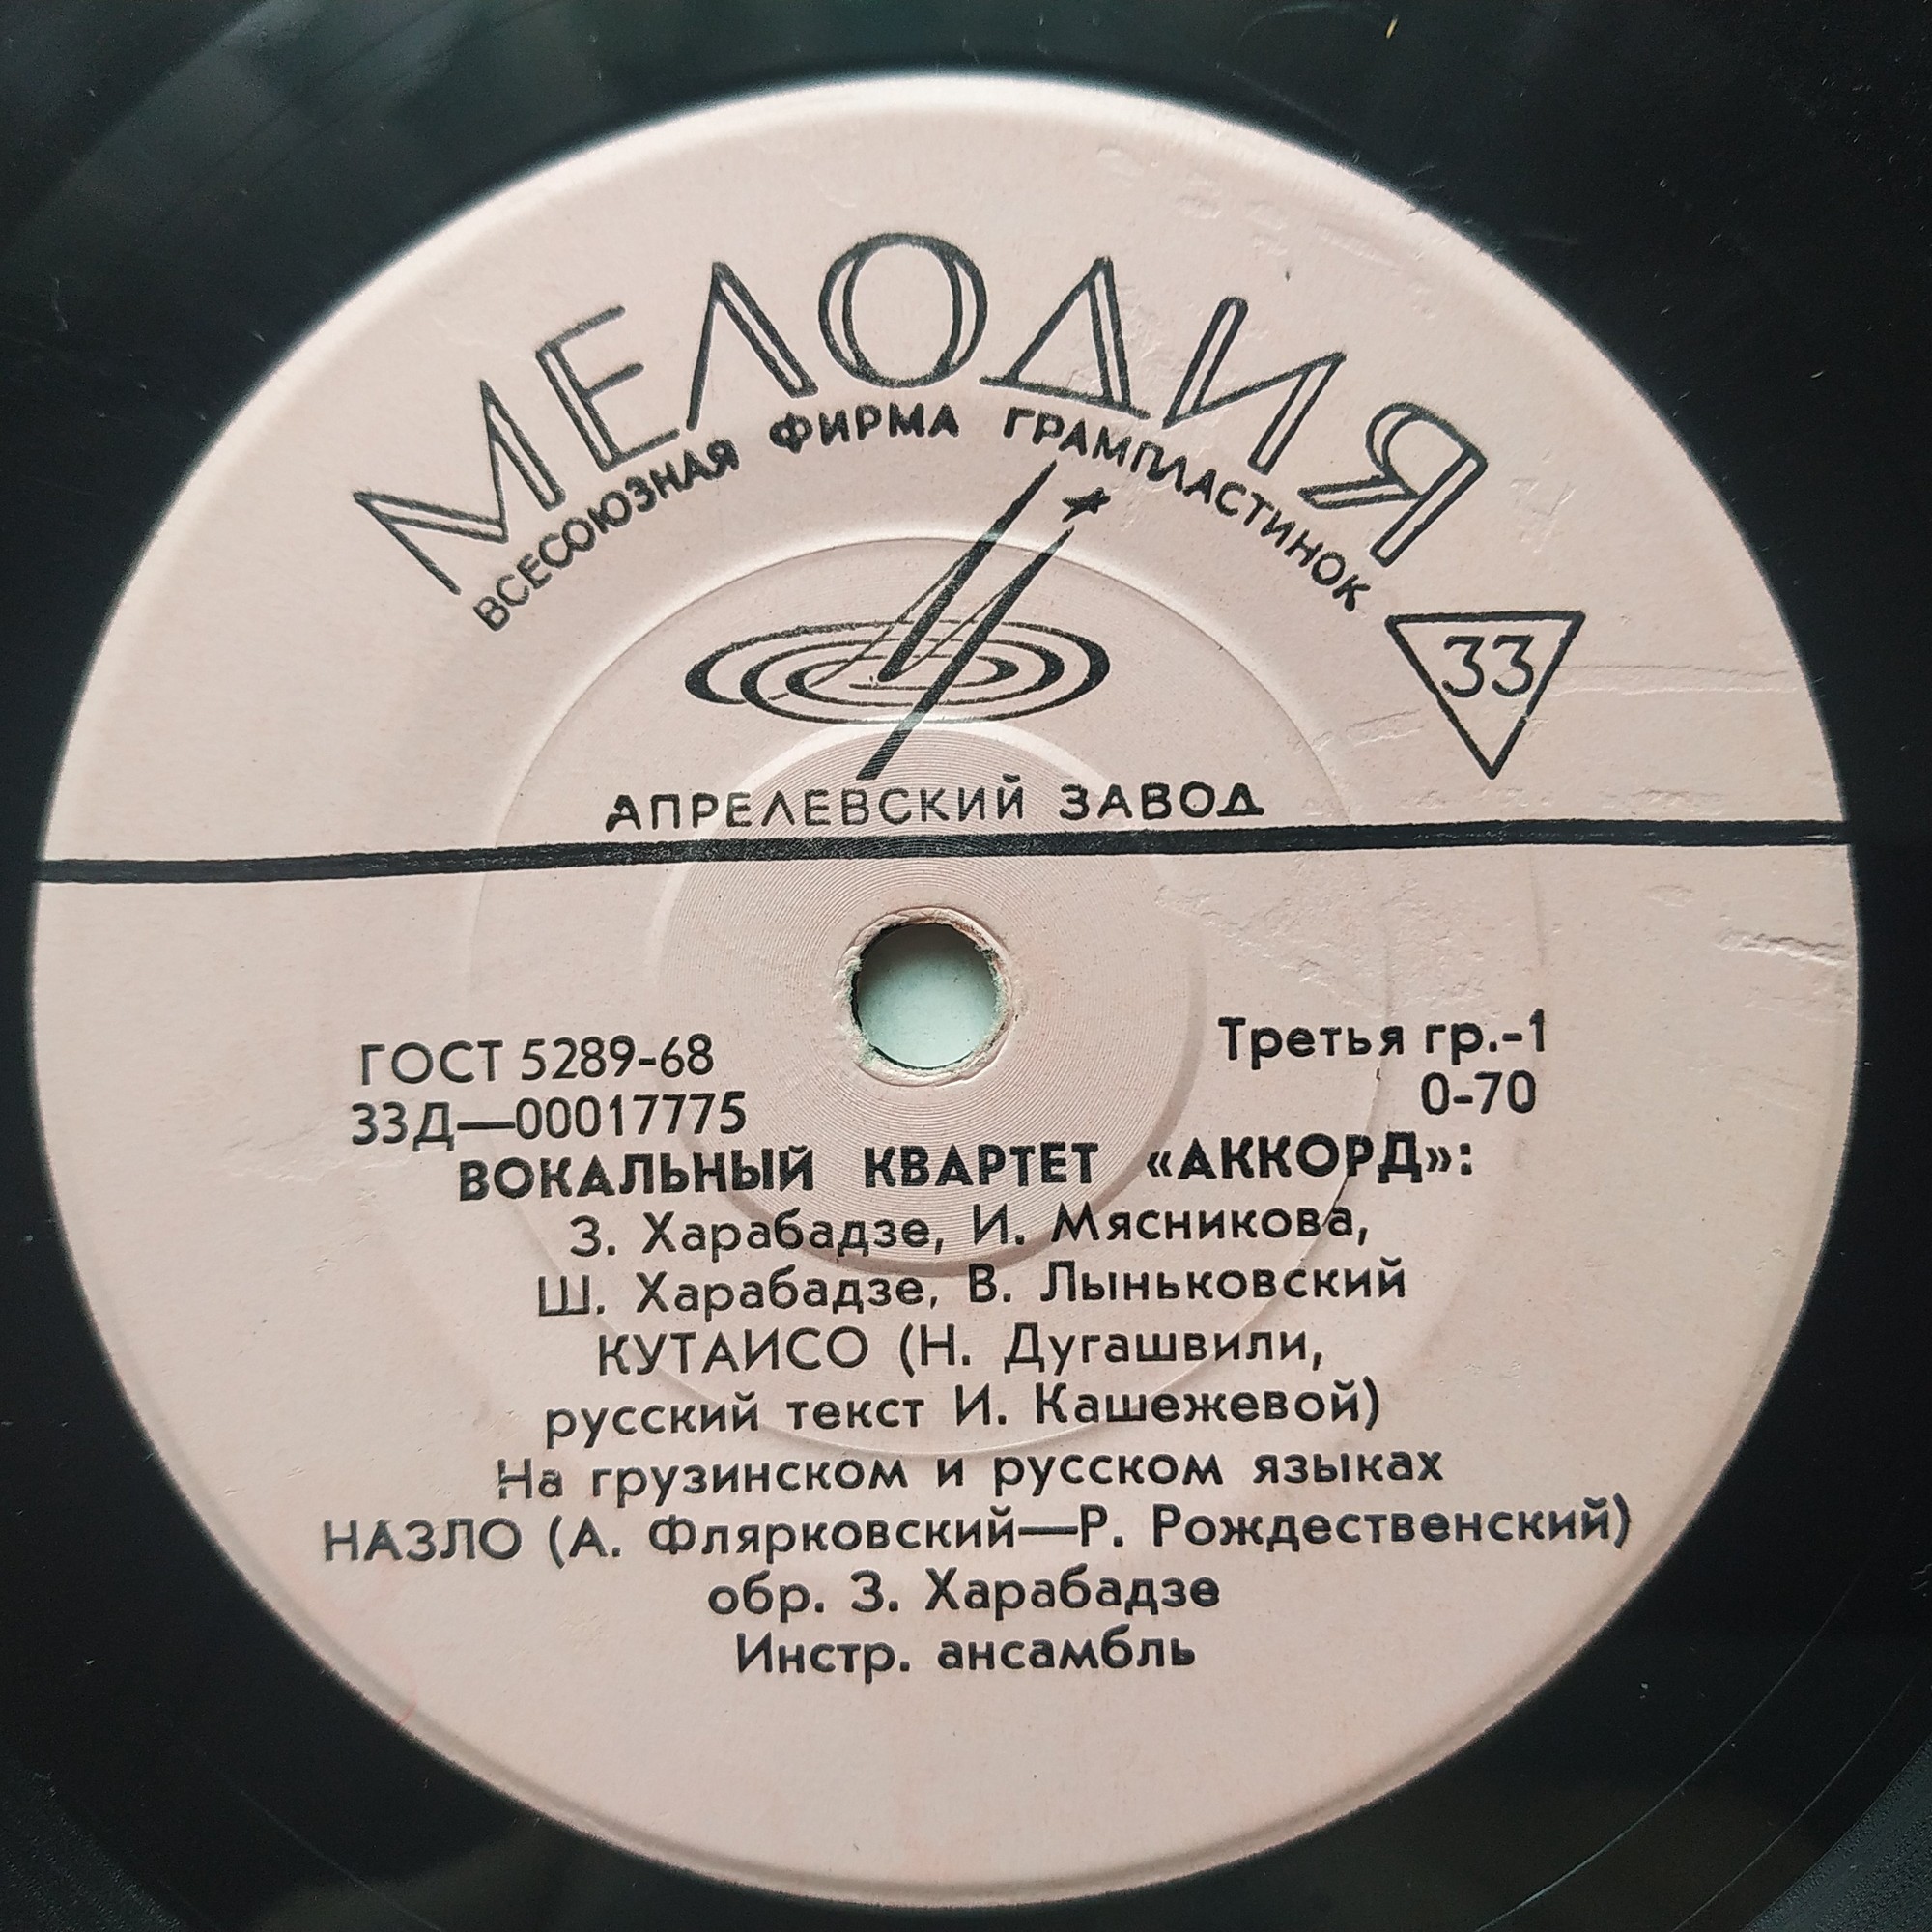 МЕЛОДИЯ
ВСЕСОЮЗНАЯ ФИРМА ГРАМПЛАСТИНОК
33
АПРЕЛЕВСКИЙ ЗАВОД
ГОСТ 5289-68
Третья гр.-1
33Д—00017775
0-70
ВОКАЛЬНЫЙ КВАРТЕТ «АККОРД»:
З. Харабадзе, И. Мясникова,
Ш. Харабадзе, В. Лыньковский
КУТАИСО (Н. Дугашвили,
русский текст И. Кашежевой)
На грузинском и русском языках
НАЗЛО (А. Флярковский—Р. Рождественский)
обр. З. Харабадзе
Инстр. ансамбль